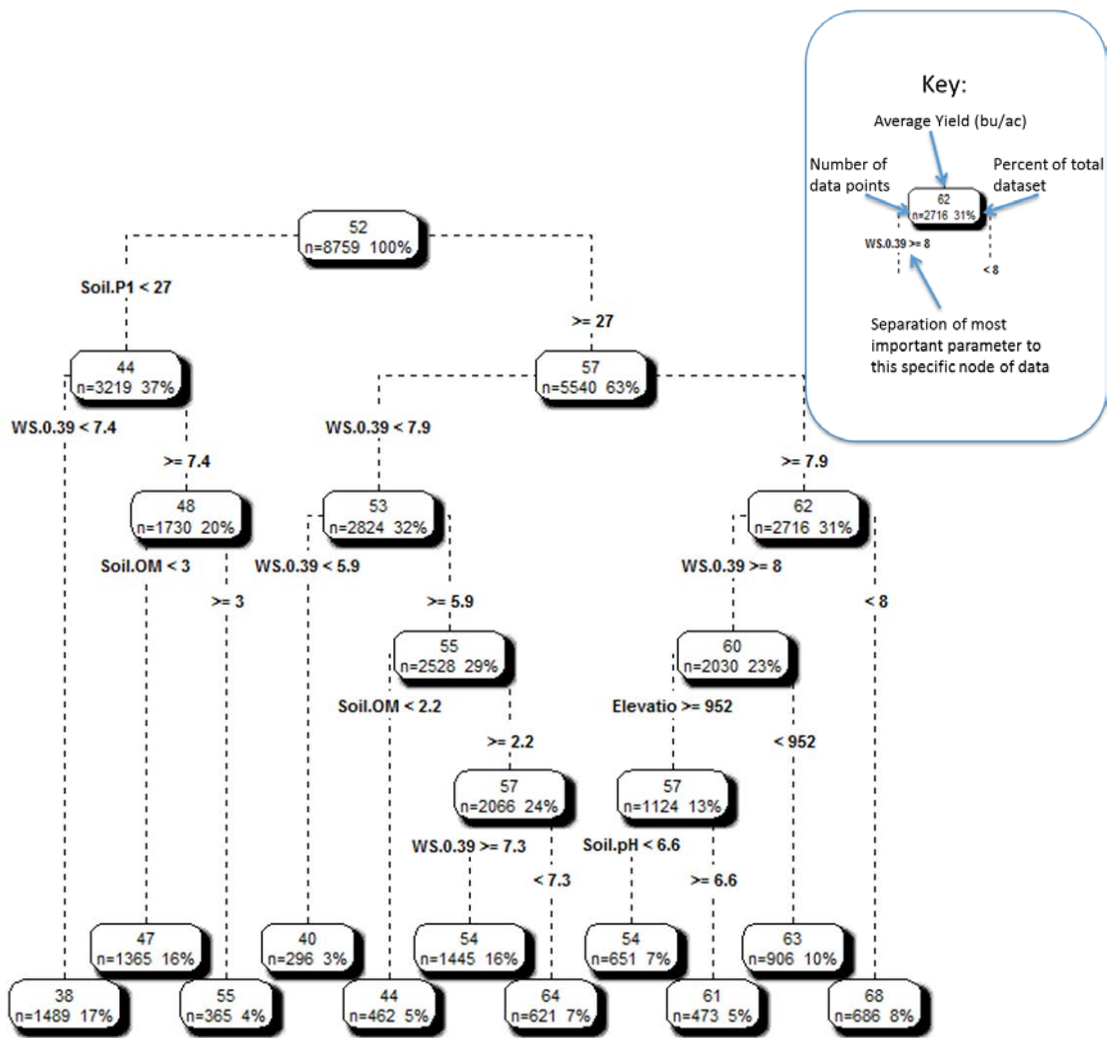 Key:
Average Yield (bu/ac)
Number of
data points
Percent of total
dataset
62
n=2716 31%
WS.0.39 >= 8
< 8
Separation of most
important parameter to
this specific node of data
52
n=8759 100%
Soil.P1 < 27
>= 27
44
n=3219 37%
57
n=5540 63%
WS.0.39 < 7.4
>= 7.4
WS.0.39 < 7.9
>= 7.9
48
n=1730 20%
53
n=2824 32%
62
n=2716 31%
Soil.OM < 3
>= 3
WS.0.39 < 5.9
>= 5.9
WS.0.39 >= 8
< 8
55
n=2528 29%
60
n=2030 23%
Soil.OM < 2.2
>= 2.2
Elevatio >= 952
< 952
57
n=2066 24%
57
n=1124 13%
WS.0.39 >= 7.3
< 7.3
Soil.pH < 6.6
>= 6.6
47
n=1365 16%
40
n=296 3%
54
n=1445 16%
54
n=651 7%
63
n=906 10%
38
n=1489 17%
55
n=365 4%
44
n=462 5%
64
n=621 7%
61
n=473 5%
68
n=686 8%